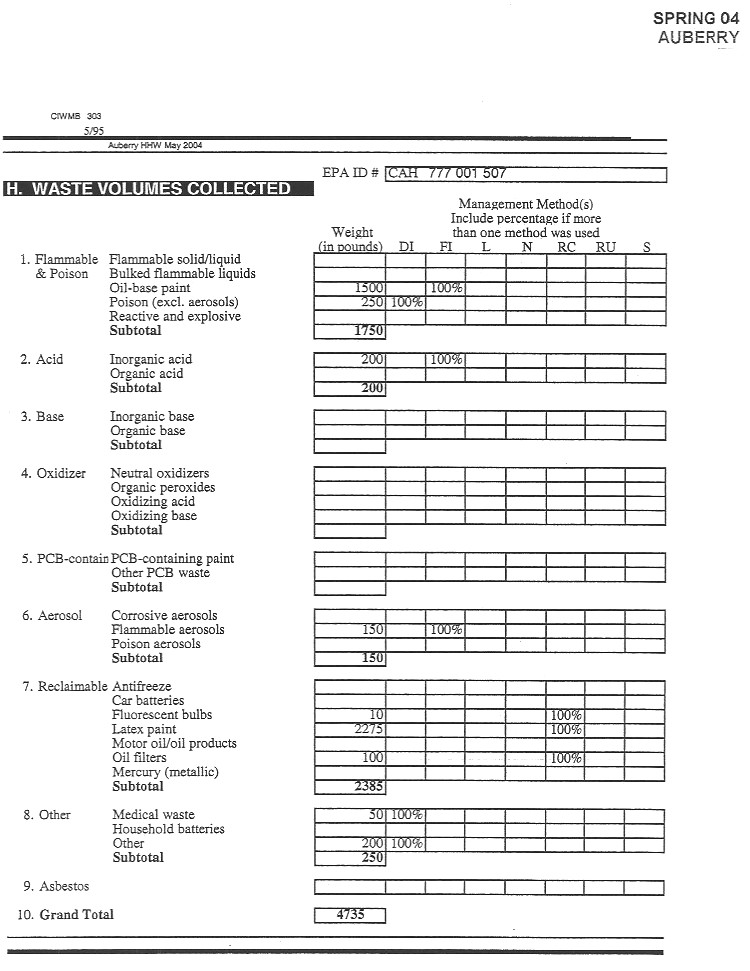 SPRING 04
AUBERRY
CIWMB 303
5/95
Auberry HHW May 2004
EPA ID # CAH 777 001 507
H. WASTE VOLUMES COLLECTED
Management Method(s)
Include percentage if more
Weight than one method was used
(in pounds) DI FI L N RC RU S
1. Flammable Flammable solid/liquid
& Poison Bulked flammable liquids
Oil-base paint 1500 100%
Poison (excl. aerosols) 250 100%
Reactive and explosive
Subtotal 1750
2. Acid Inorganic acid 200 100%
Organic acid
Subtotal 200
3. Base Inorganic base
Organic base
Subtotal
4. Oxidizer Neutral oxidizers
Organic peroxides
Oxidizing acid
Oxidizing base
Subtotal
5. PCB-contain PCB-containing paint
Other PCB waste
Subtotal
6. Aerosol Corrosive aerosols
Flammable aerosols 150 100%
Poison aerosols
Subtotal 150
7. Reclaimable Antifreeze
Car batteries
Fluorescent bulbs 10 100%
Latex paint 2275 100%
Motor oil/oil products
Oil filters 100 100%
Mercury (metallic)
Subtotal 2385
8. Other Medical waste 50 100%
Household batteries
Other 200 100%
Subtotal 250
9. Asbestos
10. Grand Total 4735